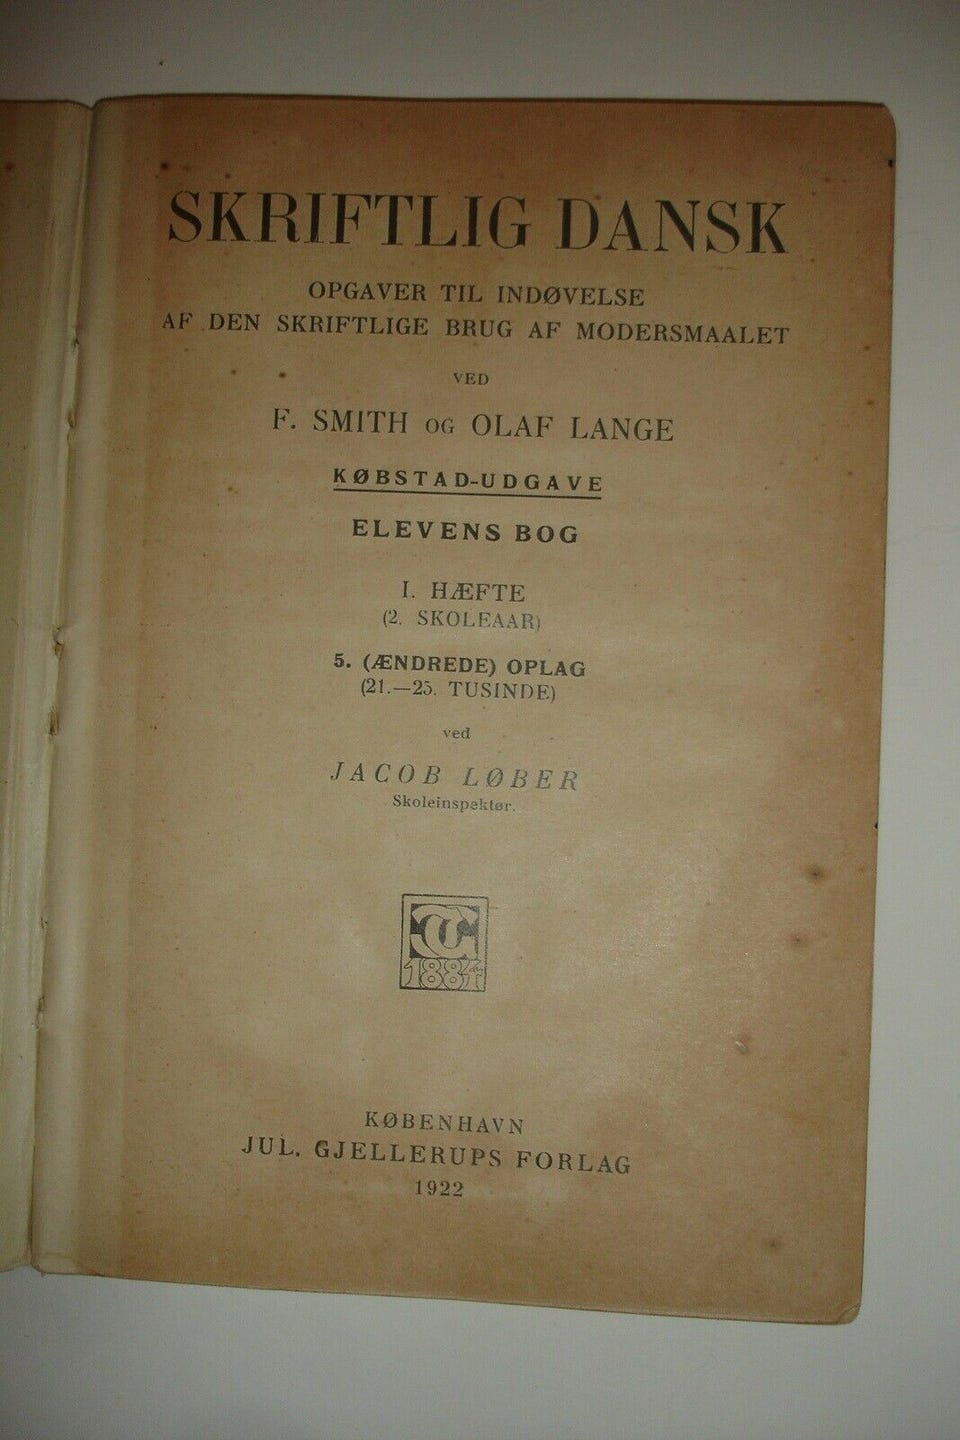 SKRIFTLIG DANSK
OPGAVER TIL INDØVELSE
AF DEN SKRIFTLIGE BRUG AF MODERSMAALET
VED
F. SMITH OG OLAF LANGE
KØBSTAD-UDGAVE
ELEVENS BOG
I. HÆFTE
(2. SKOLEAAR)
5. (ÆNDREDE) OPLAG
(21.—25. TUSINDE)
ved
JACOB LØBER
Skoleinspektør.
1884
KØBENHAVN
JUL. GJELLERUPS FORLAG
1922